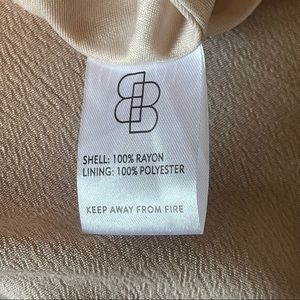 SHELL: 100% RAYON
LINING: 100% POLYESTER
KEEP AWAY FROM FIRE